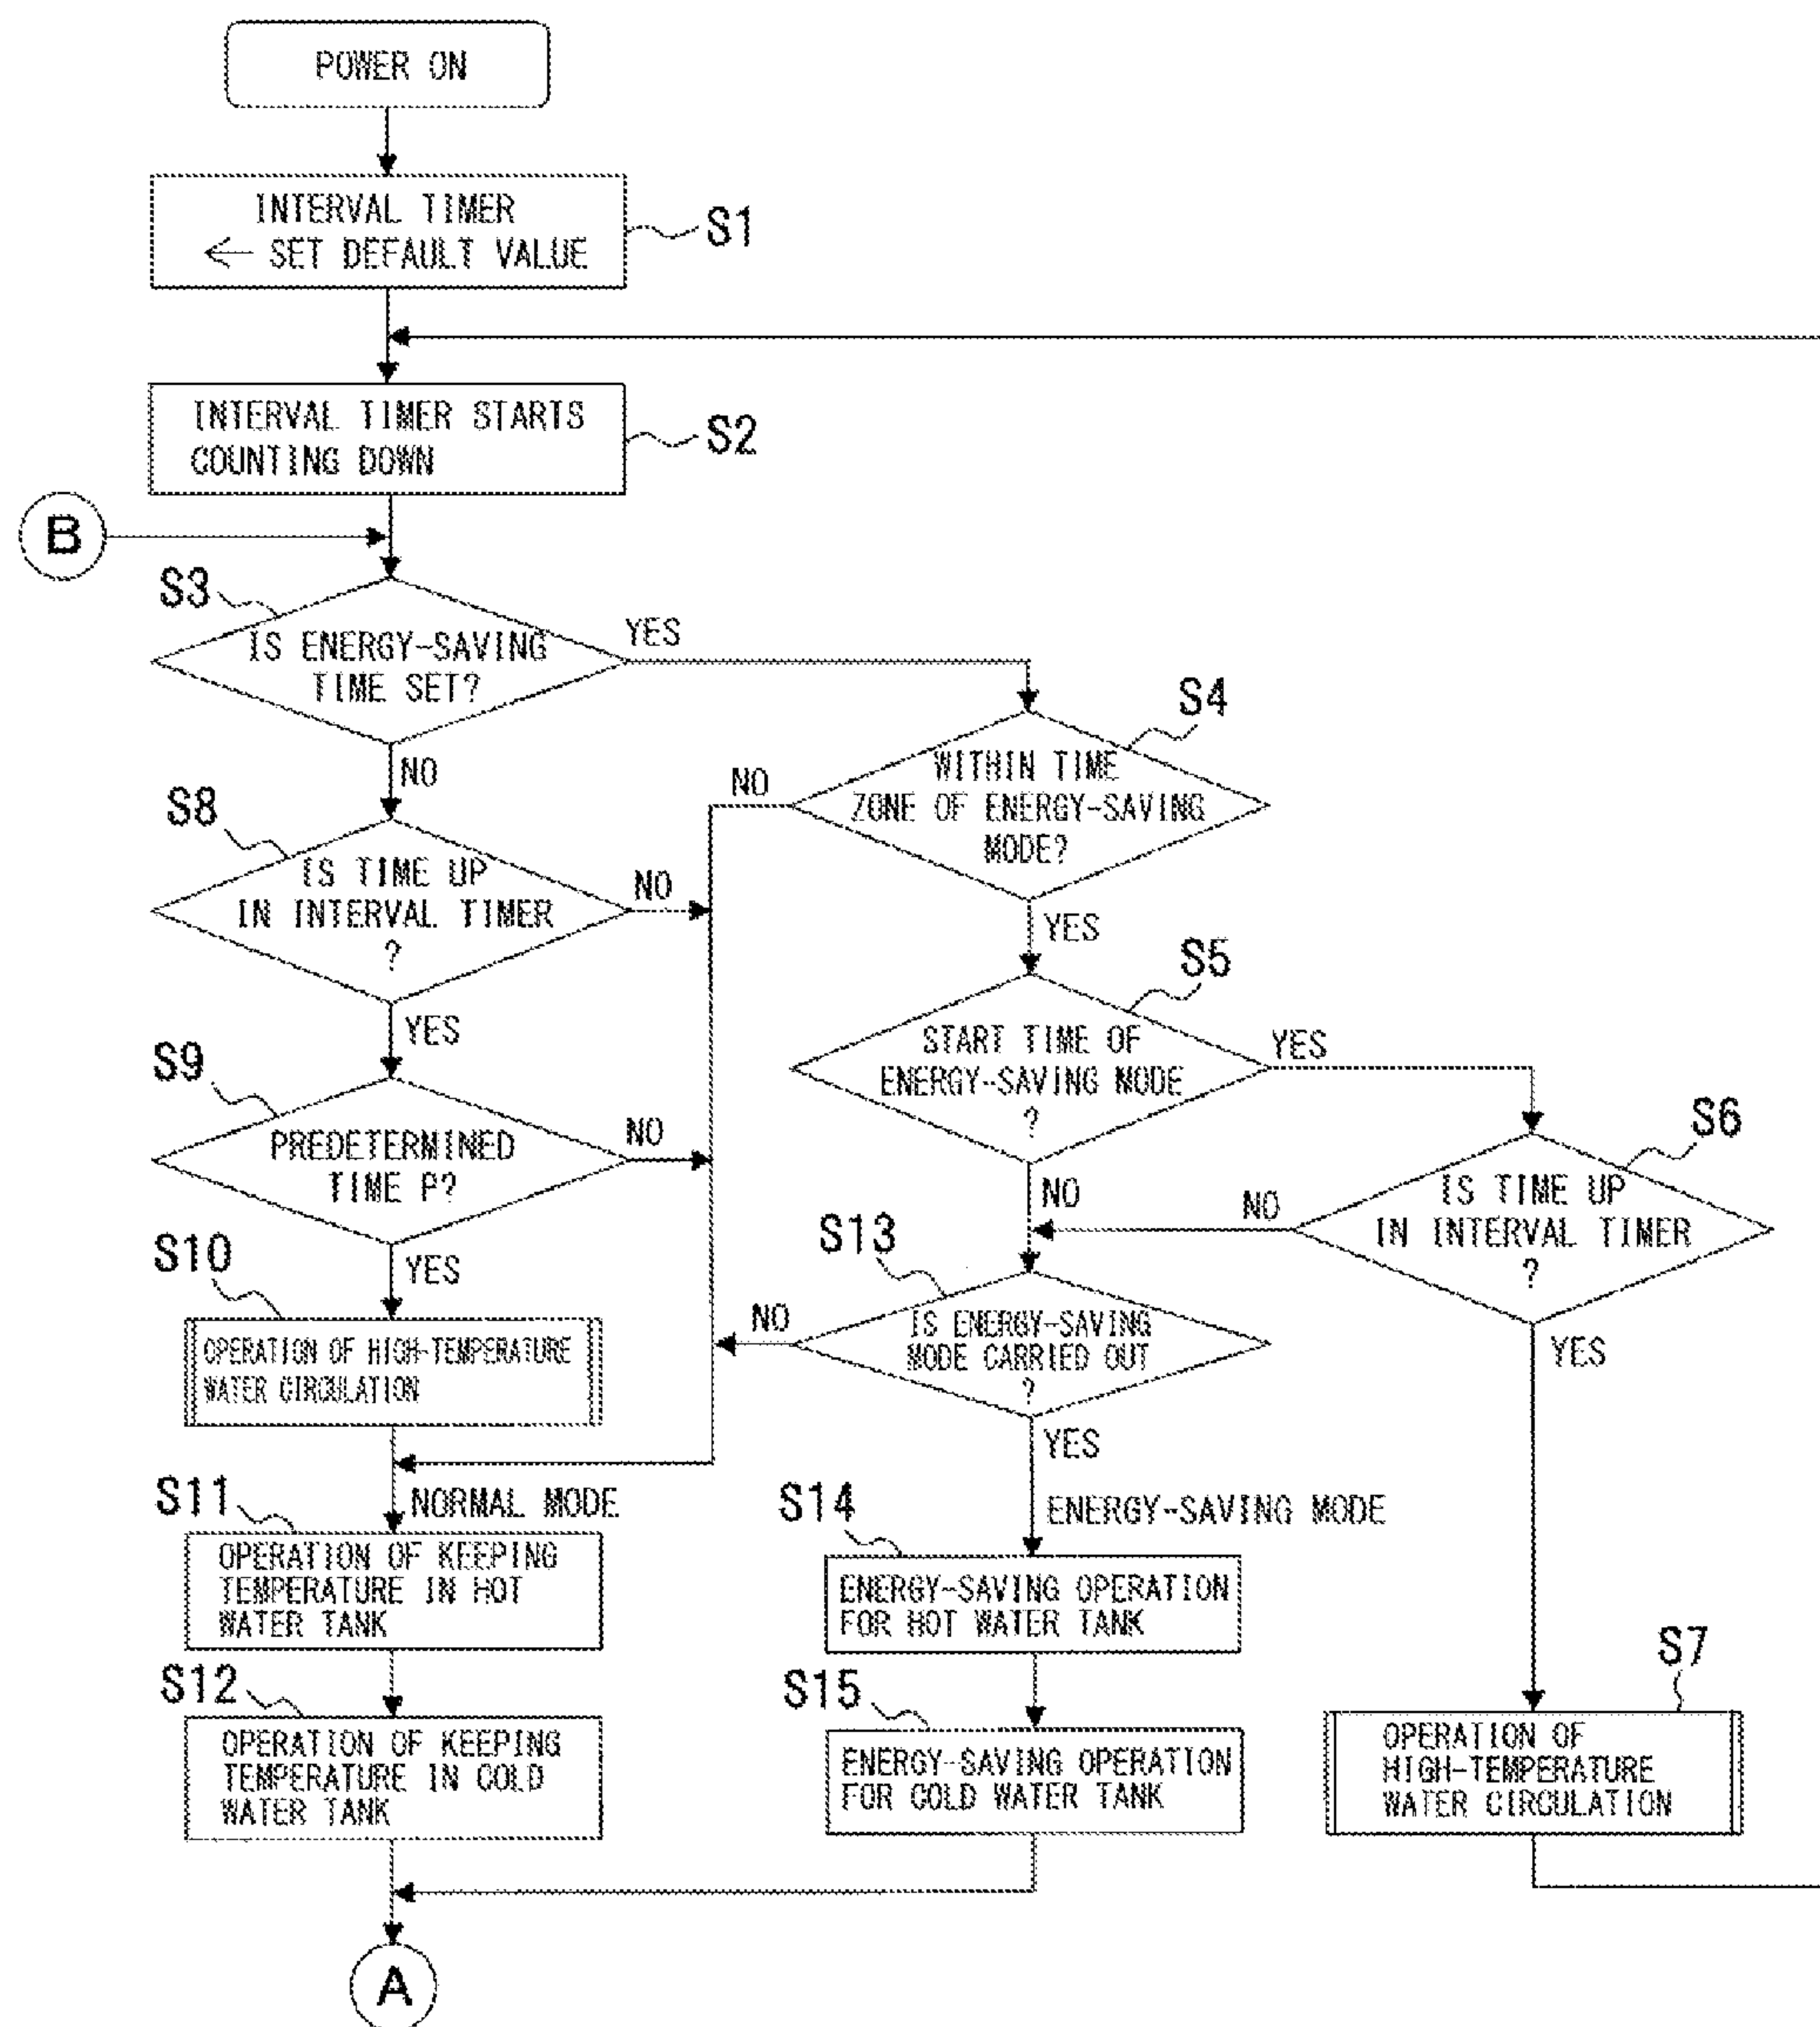 POWER ON
INTERVAL TIMER
← SET DEFAULT VALUE
S1
INTERVAL TIMER STARTS
COUNTING DOWN
S2
B
S3
IS ENERGY-SAVING
TIME SET?
YES
NO
S4
WITHIN TIME
ZONE OF ENERGY-SAVING
MODE?
NO
YES
S8
IS TIME UP
IN INTERVAL TIMER
?
NO
YES
S5
START TIME OF
ENERGY-SAVING MODE
?
YES
NO
S9
PREDETERMINED
TIME P?
NO
YES
S6
IS TIME UP
IN INTERVAL TIMER
?
NO
YES
S13
IS ENERGY-SAVING
MODE CARRIED OUT
?
NO
YES
S10
OPERATION OF HIGH-TEMPERATURE
WATER CIRCULATION
NORMAL MODE
ENERGY-SAVING MODE
S11
OPERATION OF KEEPING
TEMPERATURE IN HOT
WATER TANK
S14
ENERGY-SAVING OPERATION
FOR HOT WATER TANK
S12
OPERATION OF KEEPING
TEMPERATURE IN COLD
WATER TANK
S15
ENERGY-SAVING OPERATION
FOR COLD WATER TANK
S7
OPERATION OF
HIGH-TEMPERATURE
WATER CIRCULATION
A